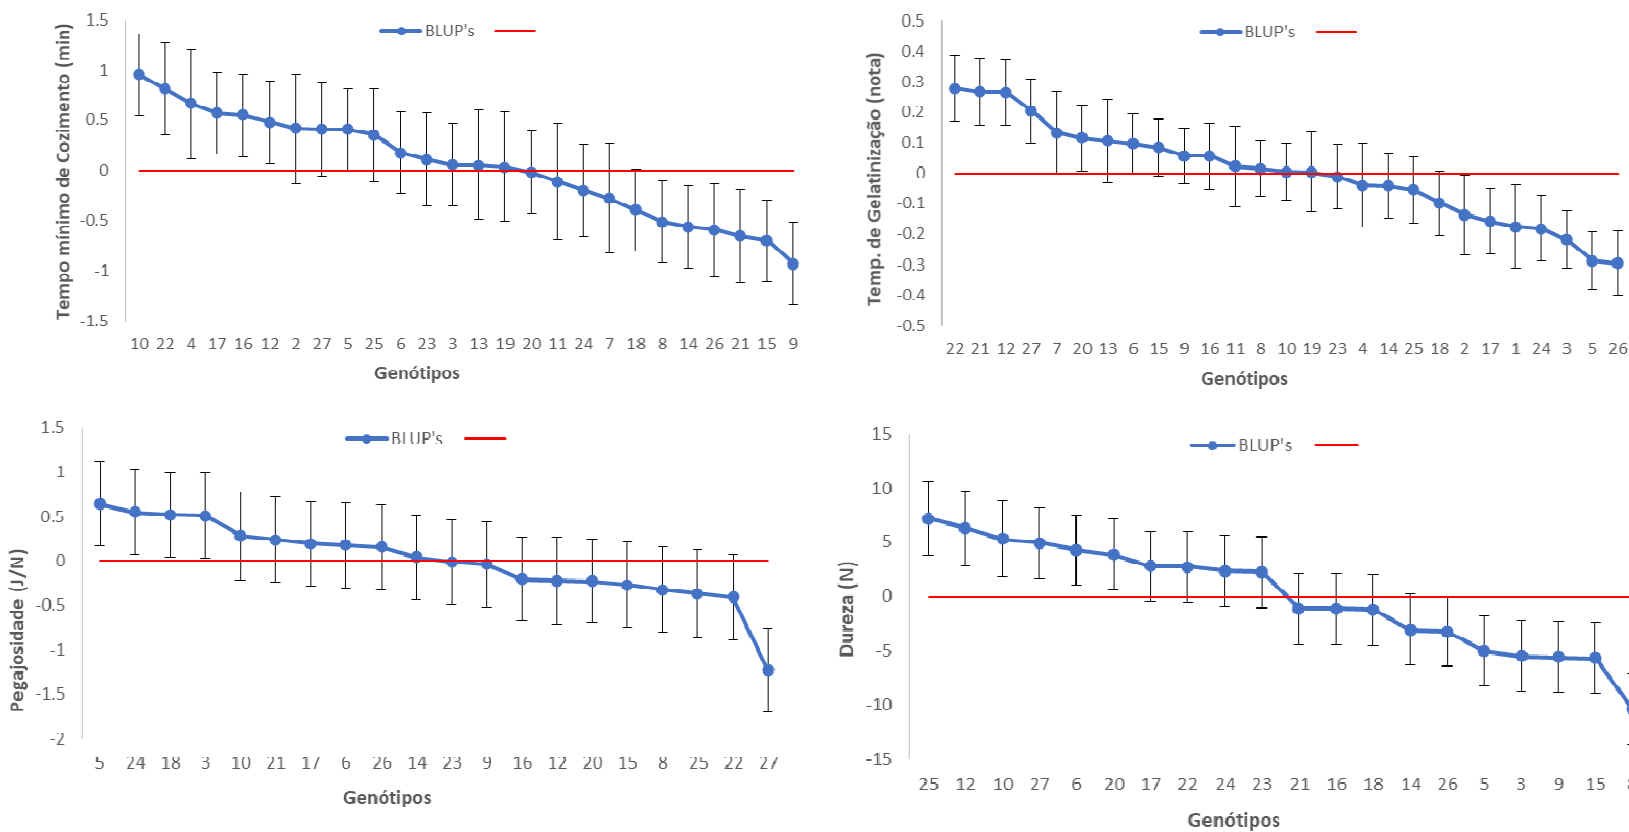 Tempo mínimo de Cozimento (min)
1.5
1
0.5
0
-0.5
-1
-1.5
BLUP's
10 22 4 17 16 12 2 27 5 25 6 23 3 13 19 20 11 24 7 18 8 14 26 21 15 9
Genótipos
Temp. de Gelatinização (nota)
0.5
0.4
0.3
0.2
0.1
0
-0.1
-0.2
-0.3
-0.4
-0.5
BLUP's
22 21 12 27 7 20 13 6 15 9 16 11 8 10 19 23 4 14 25 18 2 17 1 24 3 5 26
Genótipos
Pegajosidade (J/N)
1.5
1
0.5
0
-0.5
-1
-1.5
-2
BLUP's
5 24 18 3 10 21 17 6 26 14 23 9 16 12 20 15 8 25 22 27
Genótipos
Dureza (N)
15
10
5
0
-5
-10
-15
BLUP's
25 12 10 27 6 20 17 22 24 23 21 16 18 14 26 5 3 9 15
Genótipos